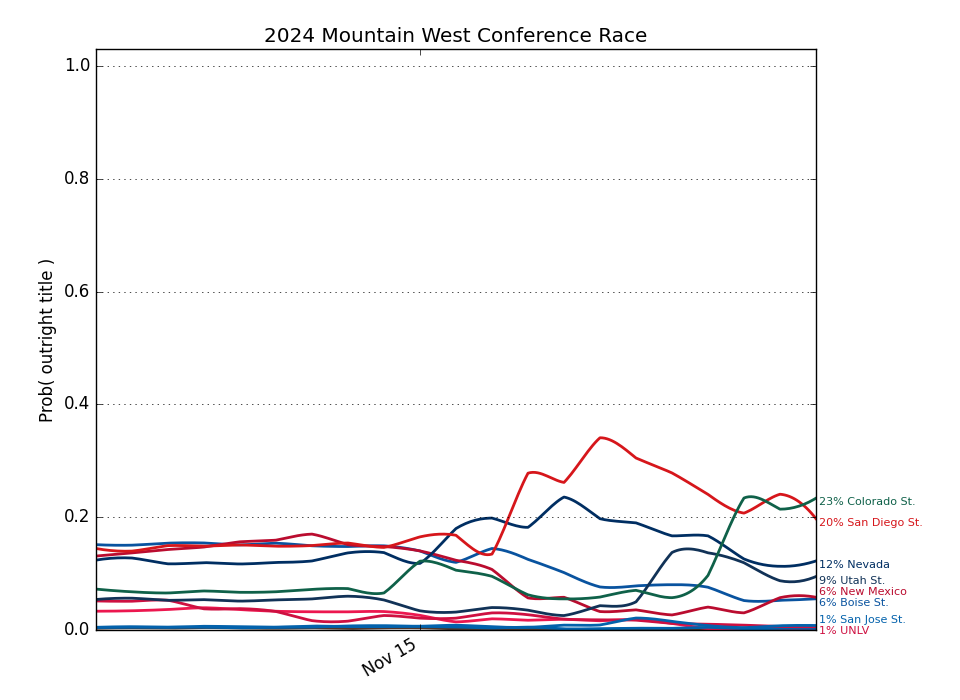 2024 Mountain West Conference Race
1.0
0.8
0.6
0.4
0.2
0.0
Prob( outright title )
Nov 15
23% Colorado St.
20% San Diego St.
12% Nevada
9% Utah St.
6% New Mexico
6% Boise St.
1% San Jose St.
1% UNLV